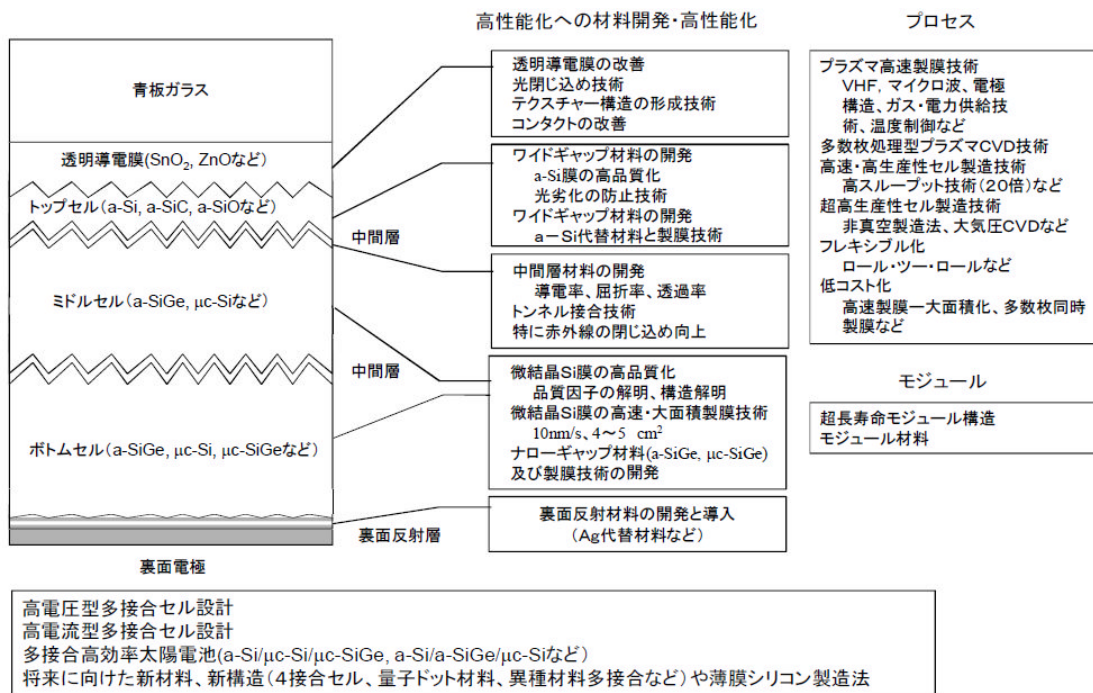 高性能化への材料開発・高性能化
プロセス
青板ガラス
透明導電膜(SnO2, ZnOなど)
トップセル(a-Si, a-SiC, a-SiOなど)
中間層
ミドルセル(a-SiGe, μc-Siなど)
中間層
ボトムセル(a-SiGe, μc-Si, μc-SiGeなど)
裏面反射層
裏面電極
透明導電膜の改善
光閉じ込め技術
テクスチャー構造の形成技術
コンタクトの改善
ワイドギャップ材料の開発
a-Si膜の高品質化
光劣化の防止技術
ワイドギャップ材料の開発
a－Si代替材料と製膜技術
中間層材料の開発
導電率、屈折率、透過率
トンネル接合技術
特に赤外線の閉じ込め向上
微結晶Si膜の高品質化
品質因子の解明、構造解明
微結晶Si膜の高速・大面積製膜技術
10nm/s、4～5 cm2
ナローギャップ材料(a-SiGe, μc-SiGe)
及び製膜技術の開発
裏面反射材料の開発と導入
(Ag代替材料など)
プラズマ高速製膜技術
VHF, マイクロ波、電極
構造、ガス・電力供給技
術、温度制御など
多数枚処理型プラズマCVD技術
高速・高生産性セル製造技術
高スループット技術(20倍)など
超高生産性セル製造技術
非真空製造法、大気圧CVDなど
フレキシブル化
ロール・ツー・ロールなど
低コスト化
高速製膜ー大面積化、多数枚同時
製膜など
モジュール
超長寿命モジュール構造
モジュール材料
高電圧型多接合セル設計
高電流型多接合セル設計
多接合高効率太陽電池(a-Si/μc-Si/μc-SiGe, a-Si/a-SiGe/μc-Siなど)
将来に向けた新材料、新構造(4接合セル、量子ドット材料、異種材料多接合など)や薄膜シリコン製造法